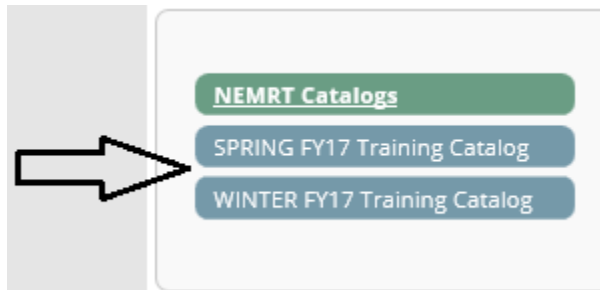 NEMRT Catalogs
SPRING FY17 Training Catalog
WINTER FY17 Training Catalog